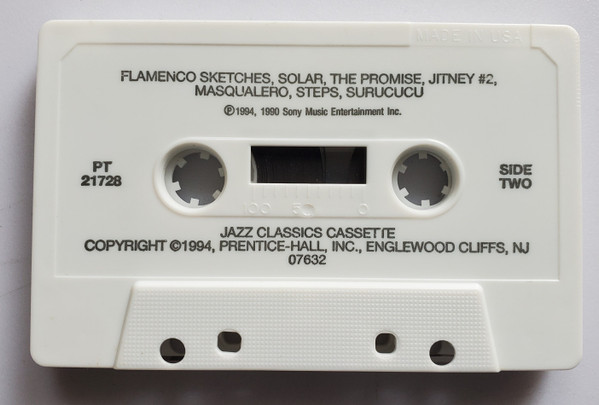 MADE IN USA
FLAMENCO SKETCHES, SOLAR, THE PROMISE, JITNEY #2,
MASQUALERO, STEPS, SURUCUCU
℗1994, 1990 Sony Music Entertainment Inc.
PT
21728
SIDE
TWO
100 50 0
JAZZ CLASSICS CASSETTE
COPYRIGHT ©1994, PRENTICE-HALL, INC., ENGLEWOOD CLIFFS, NJ
07632